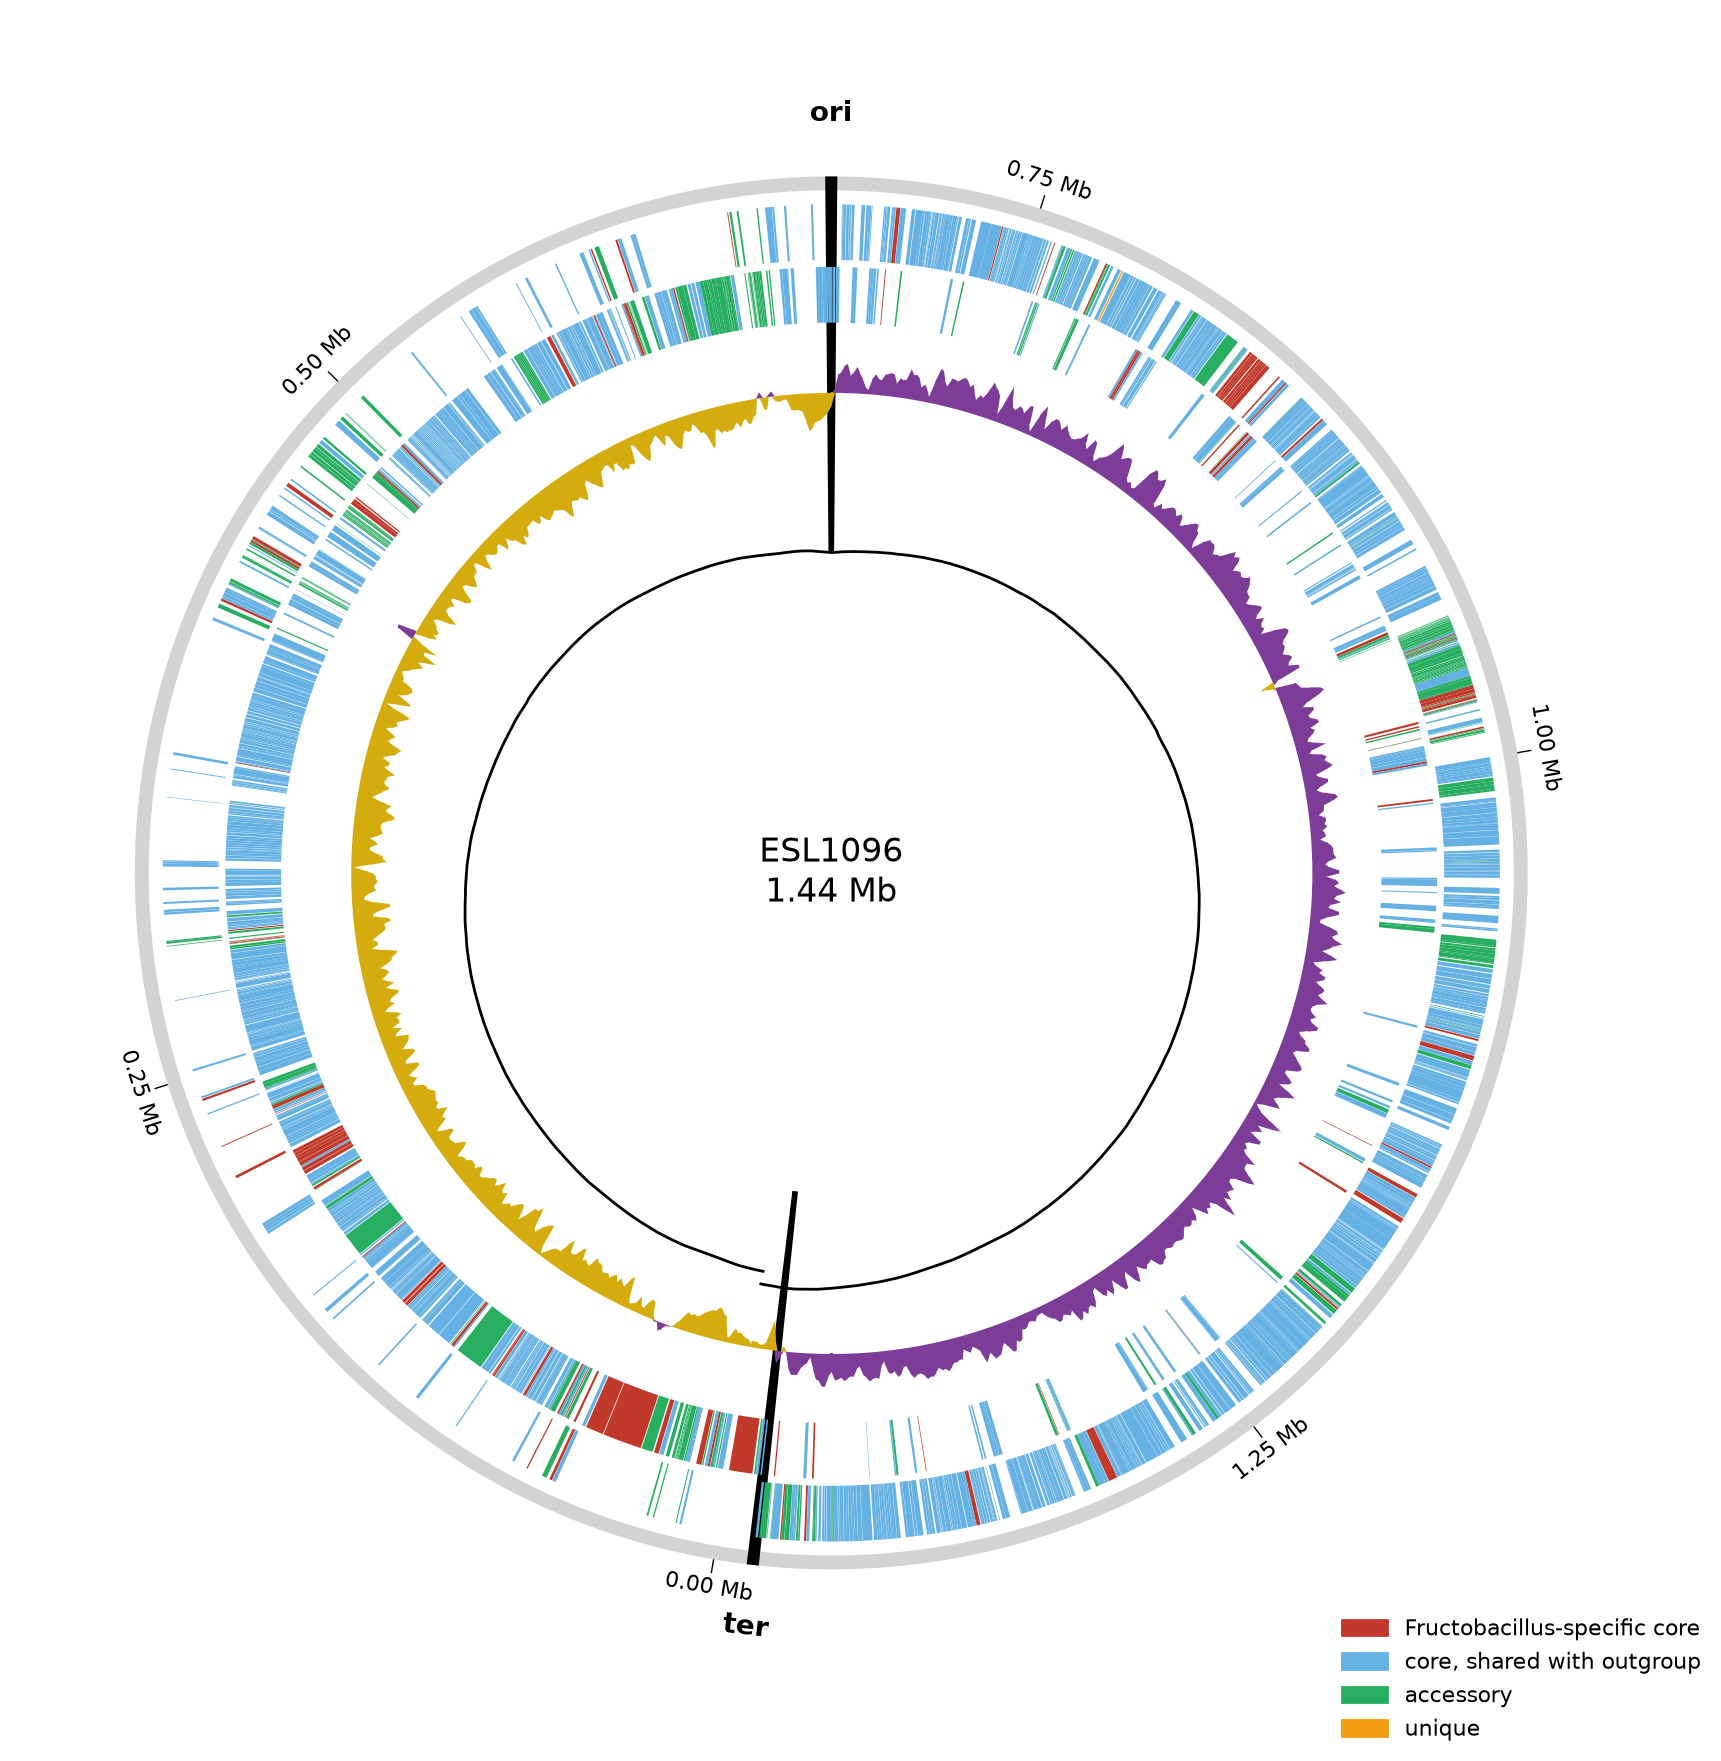 ori
0.75 Mb
0.50 Mb
1.00 Mb
ESL1096
1.44 Mb
0.25 Mb
1.25 Mb
0.00 Mb
ter
Fructobacillus-specific core
core, shared with outgroup
accessory
unique